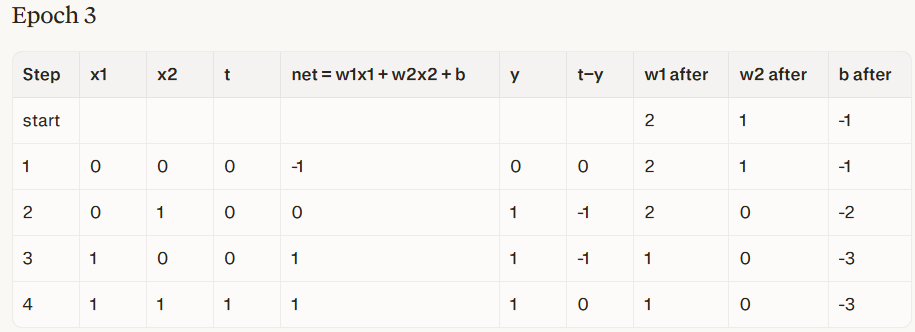 Epoch 3
Step x1 x2 t net = w1x1 + w2x2 + b y t−y w1 after w2 after b after
start 2 1 -1
1 0 0 0 -1 0 0 2 1 -1
2 0 1 0 0 1 -1 2 0 -2
3 1 0 0 1 1 -1 1 0 -3
4 1 1 1 1 1 0 1 0 -3